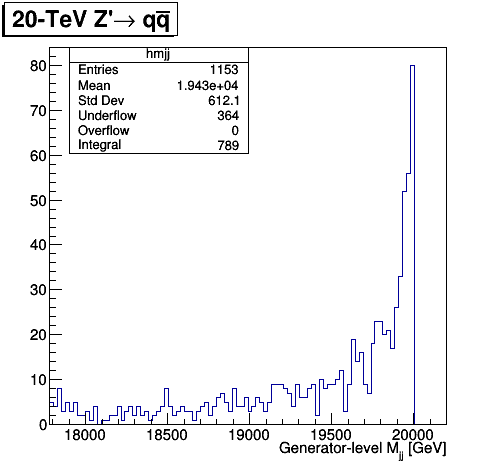 20-TeV Z'→ qq̅
hmjj
Entries 1153
Mean 1.943e+04
Std Dev 612.1
Underflow 364
Overflow 0
Integral 789
80
70
60
50
40
30
20
10
0
18000 18500 19000 19500 20000
Generator-level Mjj [GeV]